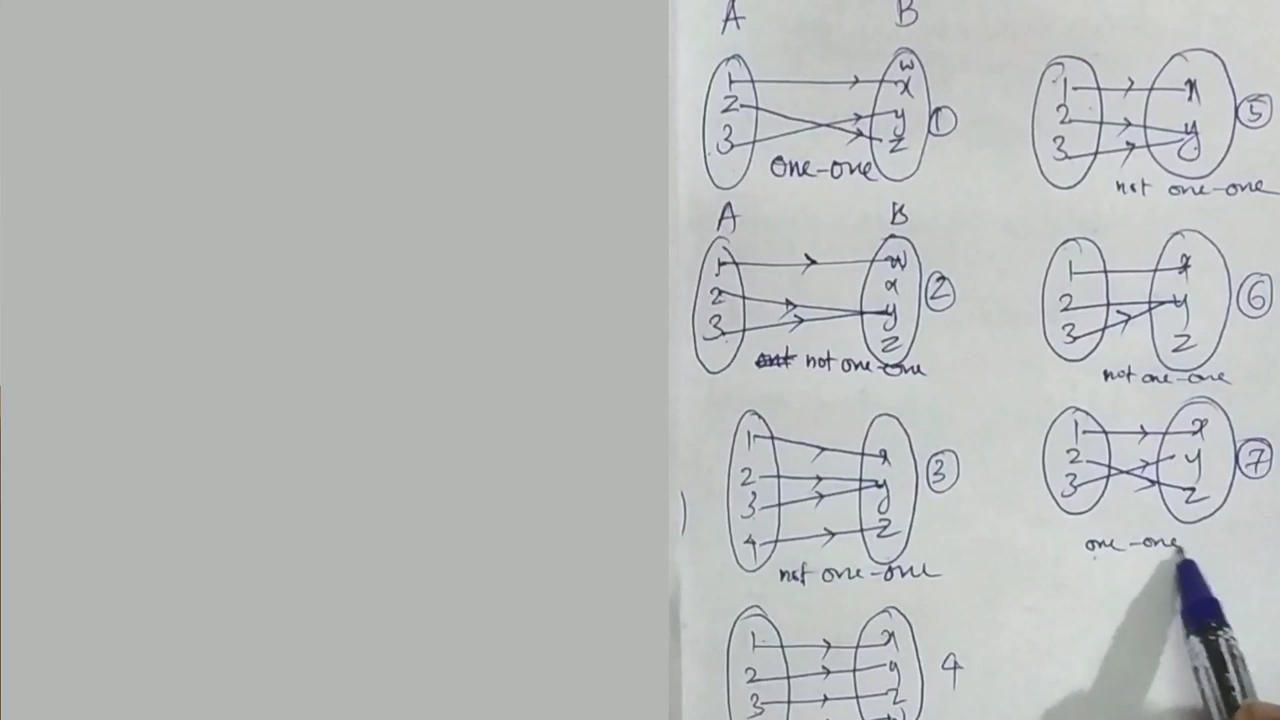 A B
1 w
2 x
3 y
z
①
one-one
A B
1 w
2 x
3 y
z
②
not one-one
1 x
2 y
3 z
4
③
not one-one
1 x
2 y
3 z
4
1 x
2 y
3
⑤
not one-one
1 x
2 y
3 z
⑥
not one-one
1 x
2 y
3 z
⑦
one-one